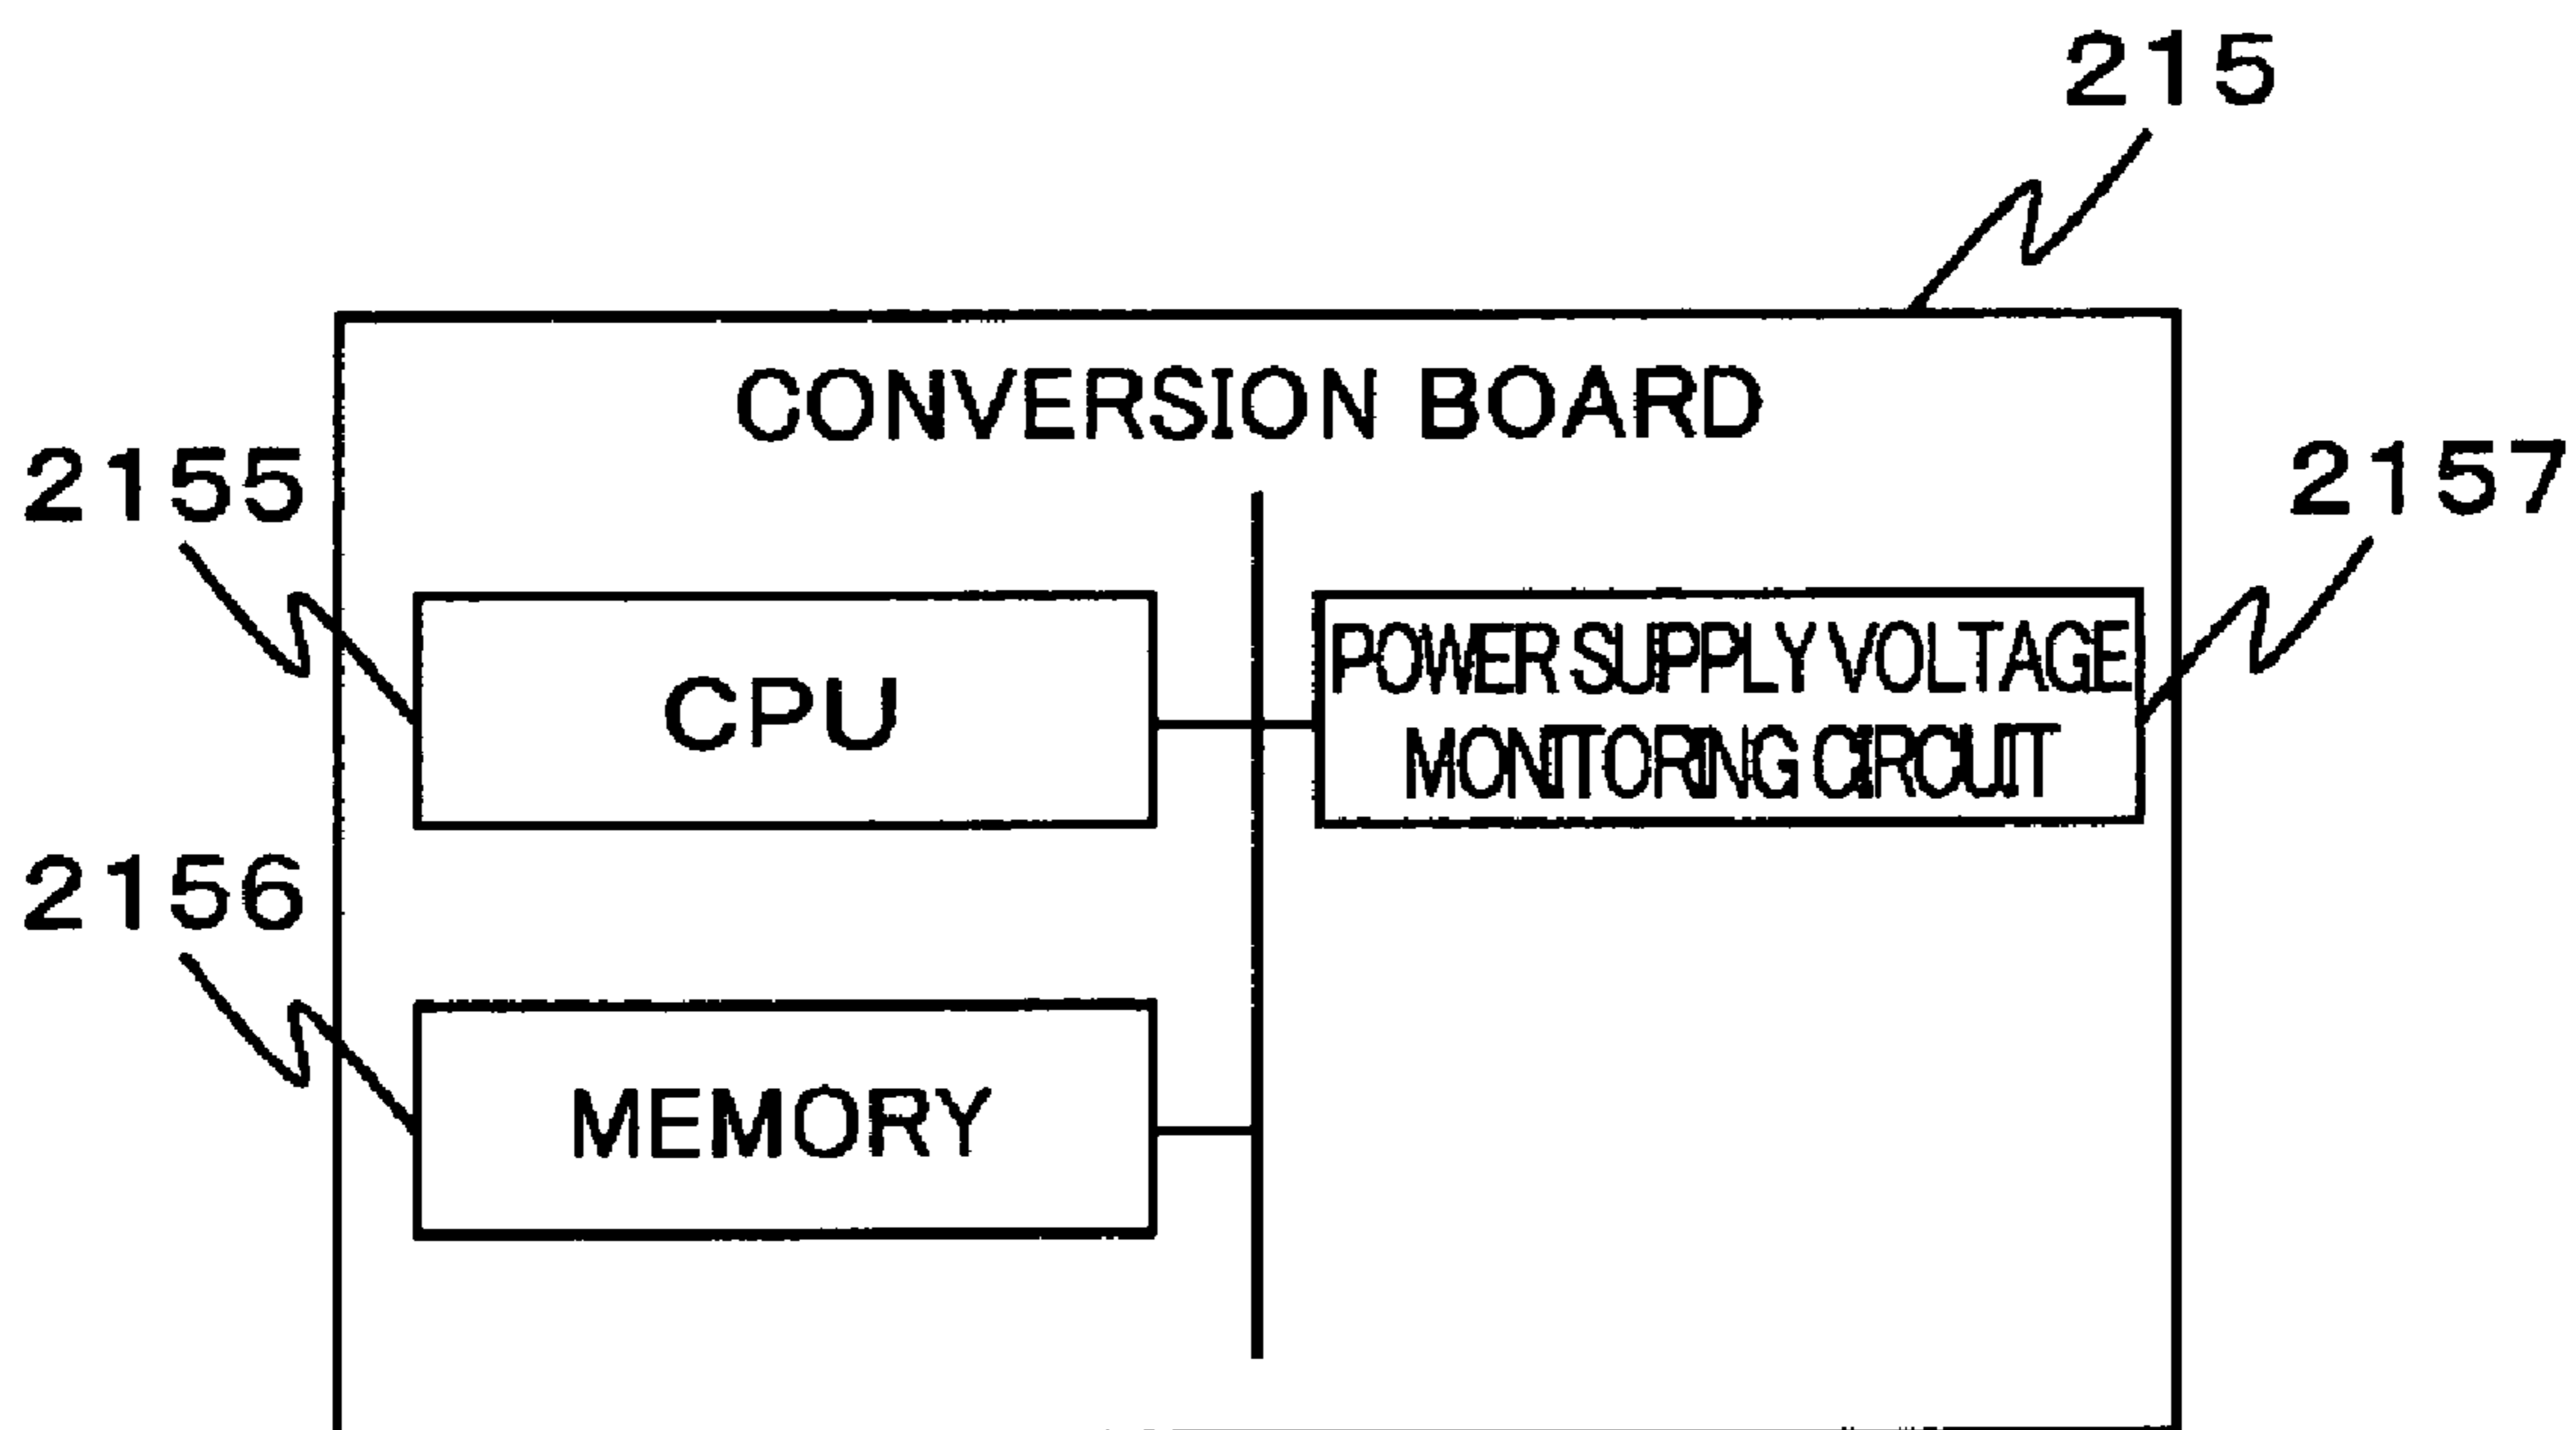 215
CONVERSION BOARD
2155
2157
CPU
POWER SUPPLY VOLTAGE
MONITORING CIRCUIT
2156
MEMORY